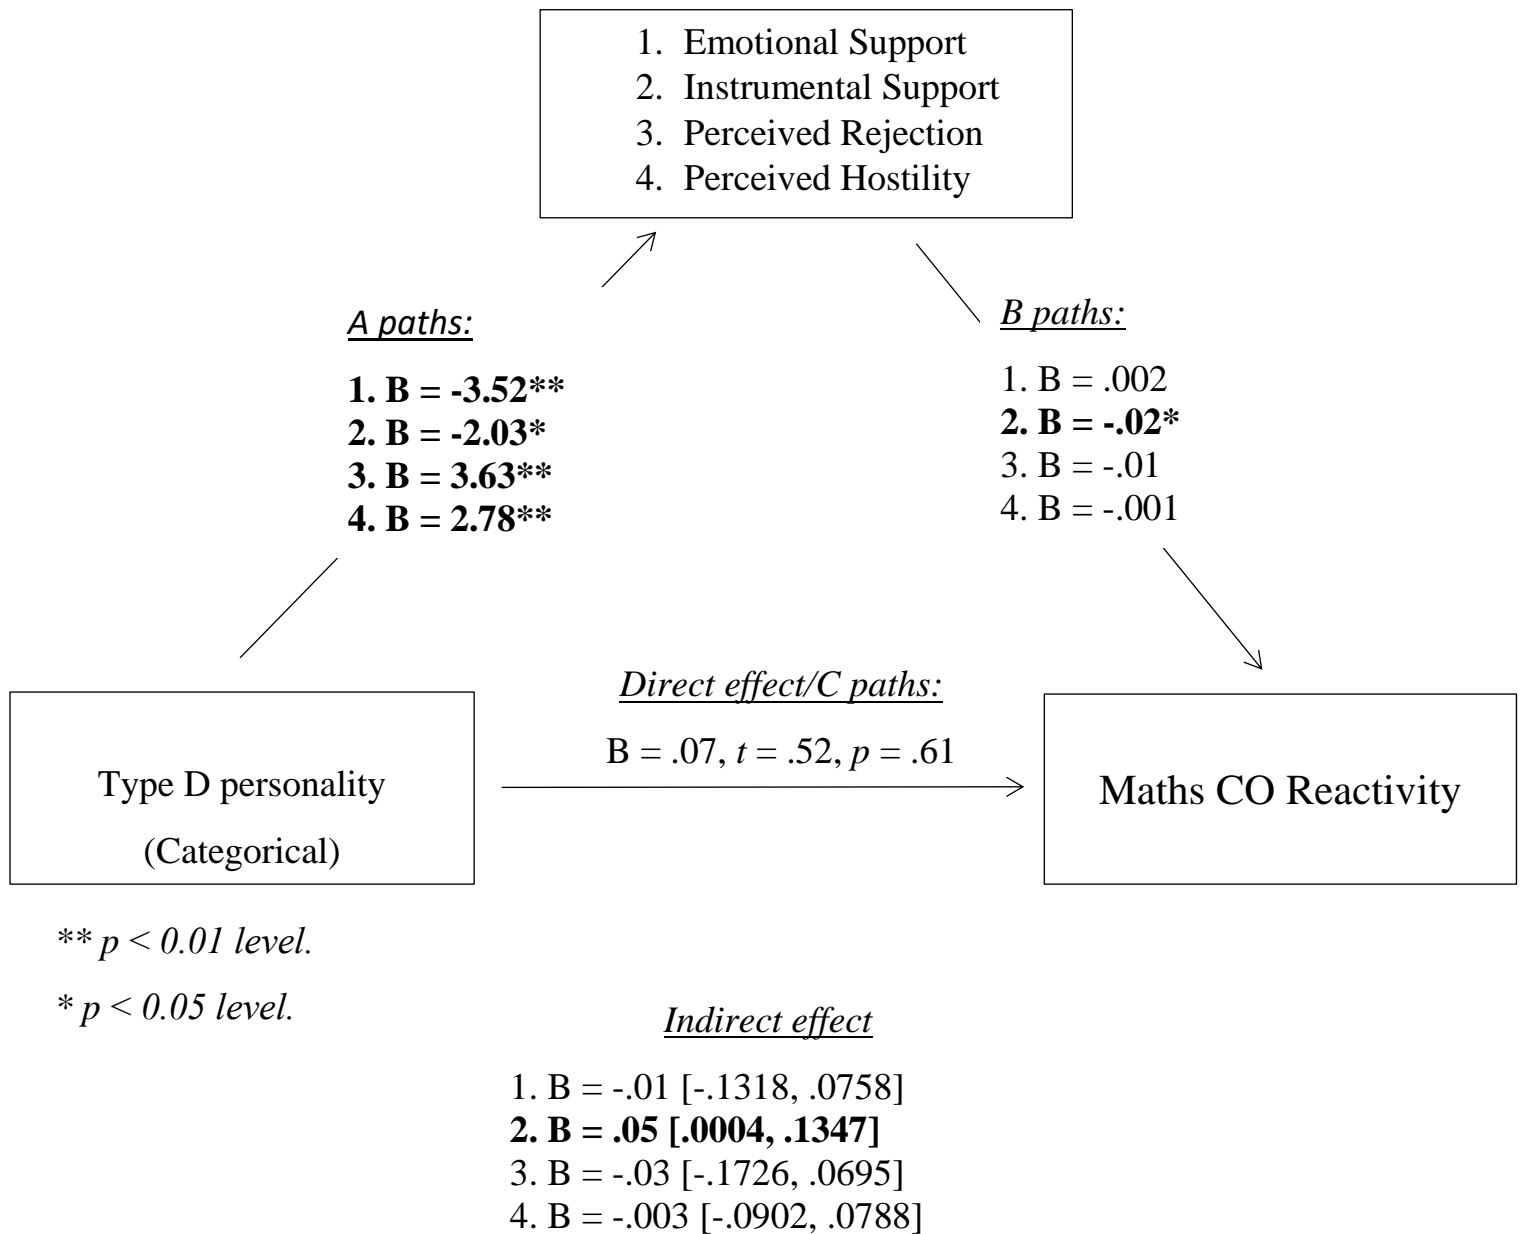 1. Emotional Support
2. Instrumental Support
3. Perceived Rejection
4. Perceived Hostility
A paths:
1. B = -3.52**
2. B = -2.03*
3. B = 3.63**
4. B = 2.78**
B paths:
1. B = .002
2. B = -.02*
3. B = -.01
4. B = -.001
Direct effect/C paths:
B = .07, t = .52, p = .61
Type D personality
(Categorical)
Maths CO Reactivity
** p < 0.01 level.
* p < 0.05 level.
Indirect effect
1. B = -.01 [-.1318, .0758]
2. B = .05 [.0004, .1347]
3. B = -.03 [-.1726, .0695]
4. B = -.003 [-.0902, .0788]